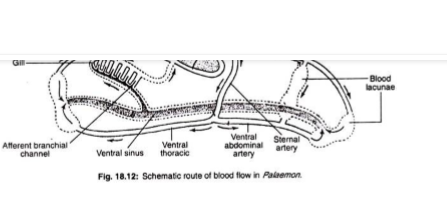 Gill
Blood
lacunae
Afferent branchial
channel
Ventral sinus
Ventral
thoracic
Ventral
abdominal
artery
Sternal
artery
Fig. 18.12: Schematic route of blood flow in Palaemon.